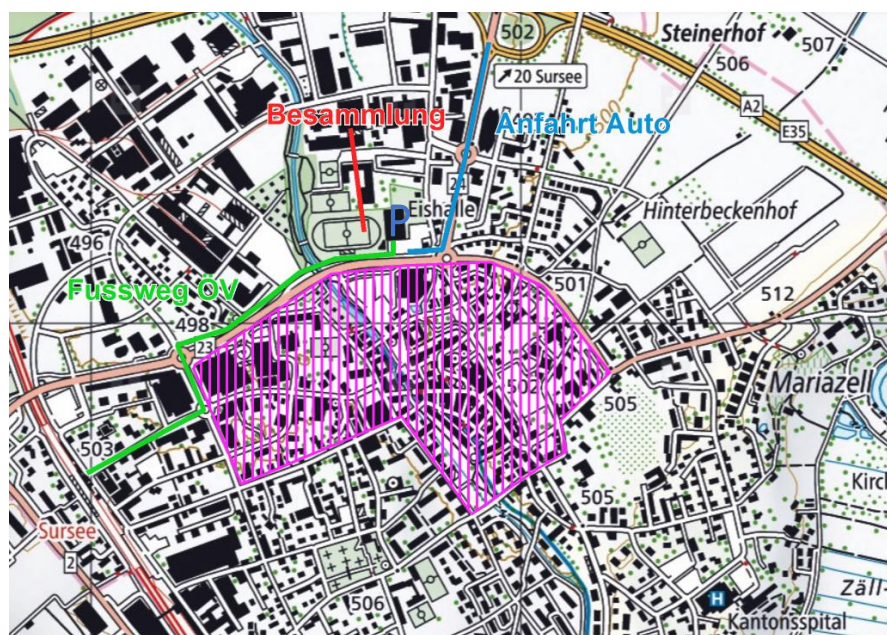 502
Steinerhof
507
506
20 Sursee
A2
E35
Besammlung
Anfahrt Auto
24
P
Eishalle
Hinterbeckenhof
496
Fussweg ÖV
501
512
498
23
502
Mariazell
505
503
505
Sursee
2
506
H
Kantonsspital
Kirch
Zäll